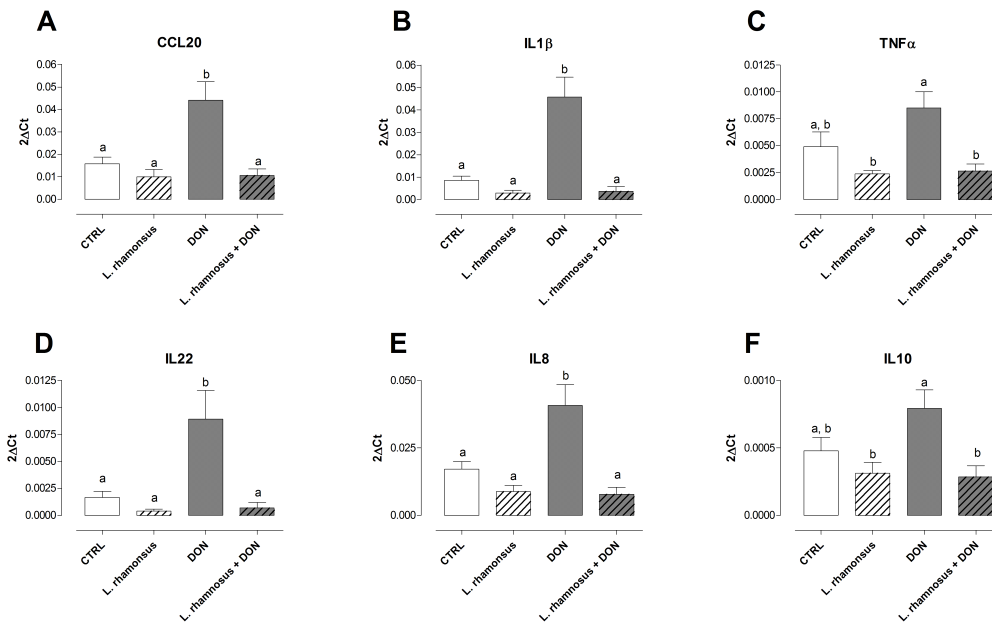 A
CCL20
0.06
0.05
0.04
0.03
0.02
0.01
0.00
2ΔCt
a
a
b
a
CTRL
L. rhamonsus
DON
L. rhamnosus + DON
B
IL1β
0.06
0.05
0.04
0.03
0.02
0.01
0.00
2ΔCt
a
a
b
a
CTRL
L. rhamonsus
DON
L. rhamnosus + DON
C
TNFα
0.0125
0.0100
0.0075
0.0050
0.0025
0.0000
2ΔCt
a, b
b
a
b
CTRL
L. rhamonsus
DON
L. rhamnosus + DON
D
IL22
0.0125
0.0100
0.0075
0.0050
0.0025
0.0000
2ΔCt
a
a
b
a
CTRL
L. rhamonsus
DON
L. rhamnosus + DON
E
IL8
0.050
0.025
0.000
2ΔCt
a
a
b
a
CTRL
L. rhamonsus
DON
L. rhamnosus + DON
F
IL10
0.0010
0.0005
0.0000
2ΔCt
a, b
b
a
b
CTRL
L. rhamonsus
DON
L. rhamnosus + DON